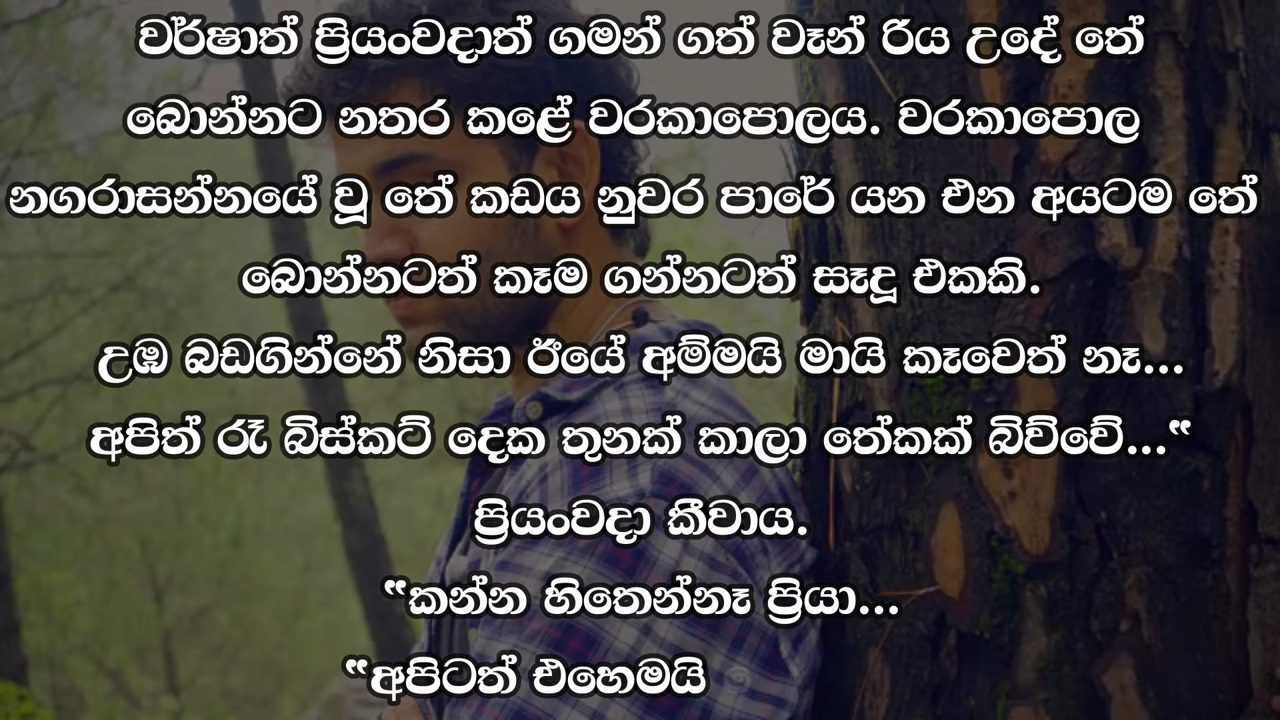 වර්ෂාත් ප්‍රියංවදාත් ගමන් ගත් වෑන් රිය උදේ තේ
බොන්නට නතර කළේ වරකාපොලය. වරකාපොල
නගරාසන්නයේ වූ තේ කඩය නුවර පාරේ යන එන අයටම තේ
බොන්නටත් කෑම ගන්නටත් සෑදූ එකකි.
උඹ බඩගින්නේ නිසා ඊයේ අම්මයි මායි කෑවෙත් නෑ...
අපිත් රෑ බිස්කට් දෙක තුනක් කාලා තේකක් බිව්වේ...“
ප්‍රියංවදා කීවාය.
“කන්න හිතෙන්නෑ ප්‍රියා...
“අපිටත් එහෙමයි